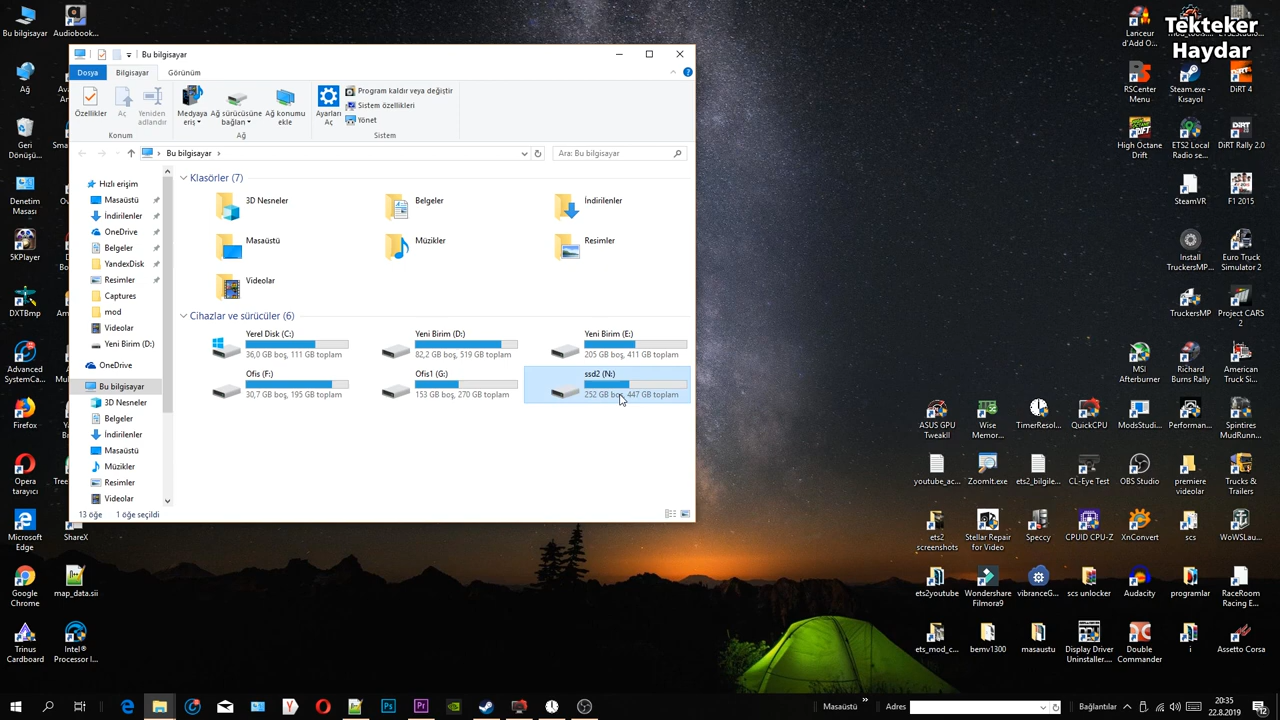 Tekteker
Haydar
Bu bilgisayar
Audiobook...
Ağ
Geri
Dönüşü...
Denetim
Masası
5KPlayer
DXTBmp
Advanced
SystemCa...
Firefox
Opera
tarayıcı
Microsoft
Edge
ShareX
Google
Chrome
map_data.sii
Trinus
Cardboard
Intel®
Processor I...
Bu bilgisayar
Dosya
Bilgisayar
Görünüm
Özellikler
Aç
Yeniden
adlandır
Konum
Medyaya
eriş
Ağ sürücüsüne
bağlan
Ağ konumu
ekle
Ağ
Ayarları
Aç
Program kaldır veya değiştir
Sistem özellikleri
Yönet
Sistem
Bu bilgisayar
Ara: Bu bilgisayar
Hızlı erişim
Masaüstü
İndirilenler
OneDrive
Belgeler
YandexDisk
Resimler
Captures
mod
Videolar
Yeni Birim (D:)
OneDrive
Bu bilgisayar
3D Nesneler
Belgeler
İndirilenler
Masaüstü
Müzikler
Resimler
Videolar
Klasörler (7)
3D Nesneler
Belgeler
İndirilenler
Masaüstü
Müzikler
Resimler
Videolar
Cihazlar ve sürücüler (6)
Yerel Disk (C:)
36,0 GB boş, 111 GB toplam
Yeni Birim (D:)
82,2 GB boş, 519 GB toplam
Yeni Birim (E:)
205 GB boş, 411 GB toplam
Ofis (F:)
30,7 GB boş, 195 GB toplam
Ofis1 (G:)
153 GB boş, 270 GB toplam
ssd2 (N:)
252 GB boş, 447 GB toplam
13 öğe
1 öğe seçildi
Lanceur
d'Add O...
RSCenter
Menu
Steam.exe -
Kısayol
DiRT 4
High Octane
Drift
ETS2 Local
Radio se...
DiRT Rally 2.0
SteamVR
F1 2015
Install
TruckersMP...
Euro Truck
Simulator 2
TruckersMP
Project CARS
2
MSI
Afterburner
Richard
Burns Rally
American
Truck Sim...
ASUS GPU
TweakII
Wise
Memor...
TimerResol...
QuickCPU
ModsStudi...
Performan...
Spintires
MudRunn...
youtube_ac...
ZoomIt.exe
ets2_bilgile...
CL-Eye Test
OBS Studio
premiere
videolar
Trucks &
Trailers
ets2
screenshots
Stellar Repair
for Video
Speccy
CPUID CPU-Z
XnConvert
scs
WoWSLau...
ets2youtube
Wondershare
Filmora9
vibranceG...
scs unlocker
Audacity
programlar
RaceRoom
Racing E...
ets_mod_c...
bemv1300
masaustu
Display Driver
Uninstaller...
Double
Commander
i
Assetto Corsa
Masaüstü
Adres
Bağlantılar
20:35
22.8.2019
12